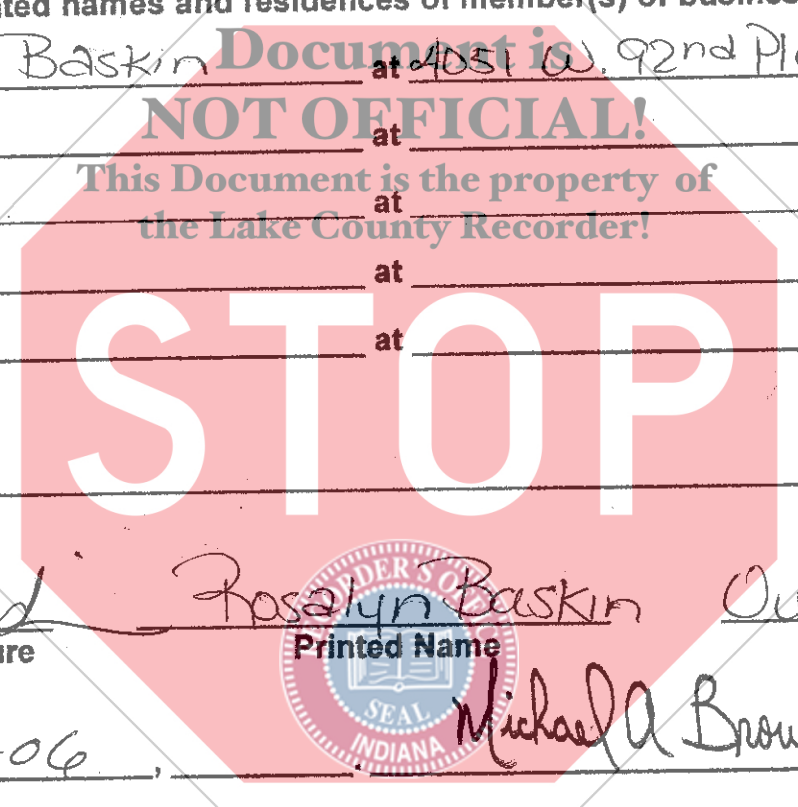 ted names and residences of member(s) of busines
Document is
Baskin at 4051 W. 92nd Pl
NOT OFFICIAL!
at
This Document is the property of
at
the Lake County Recorder!
at
STOP
at
RECORDER'S OFFICE
Rosalyn Baskin
ure Printed Name
SEAL
INDIANA
-06 , Michael A Brow